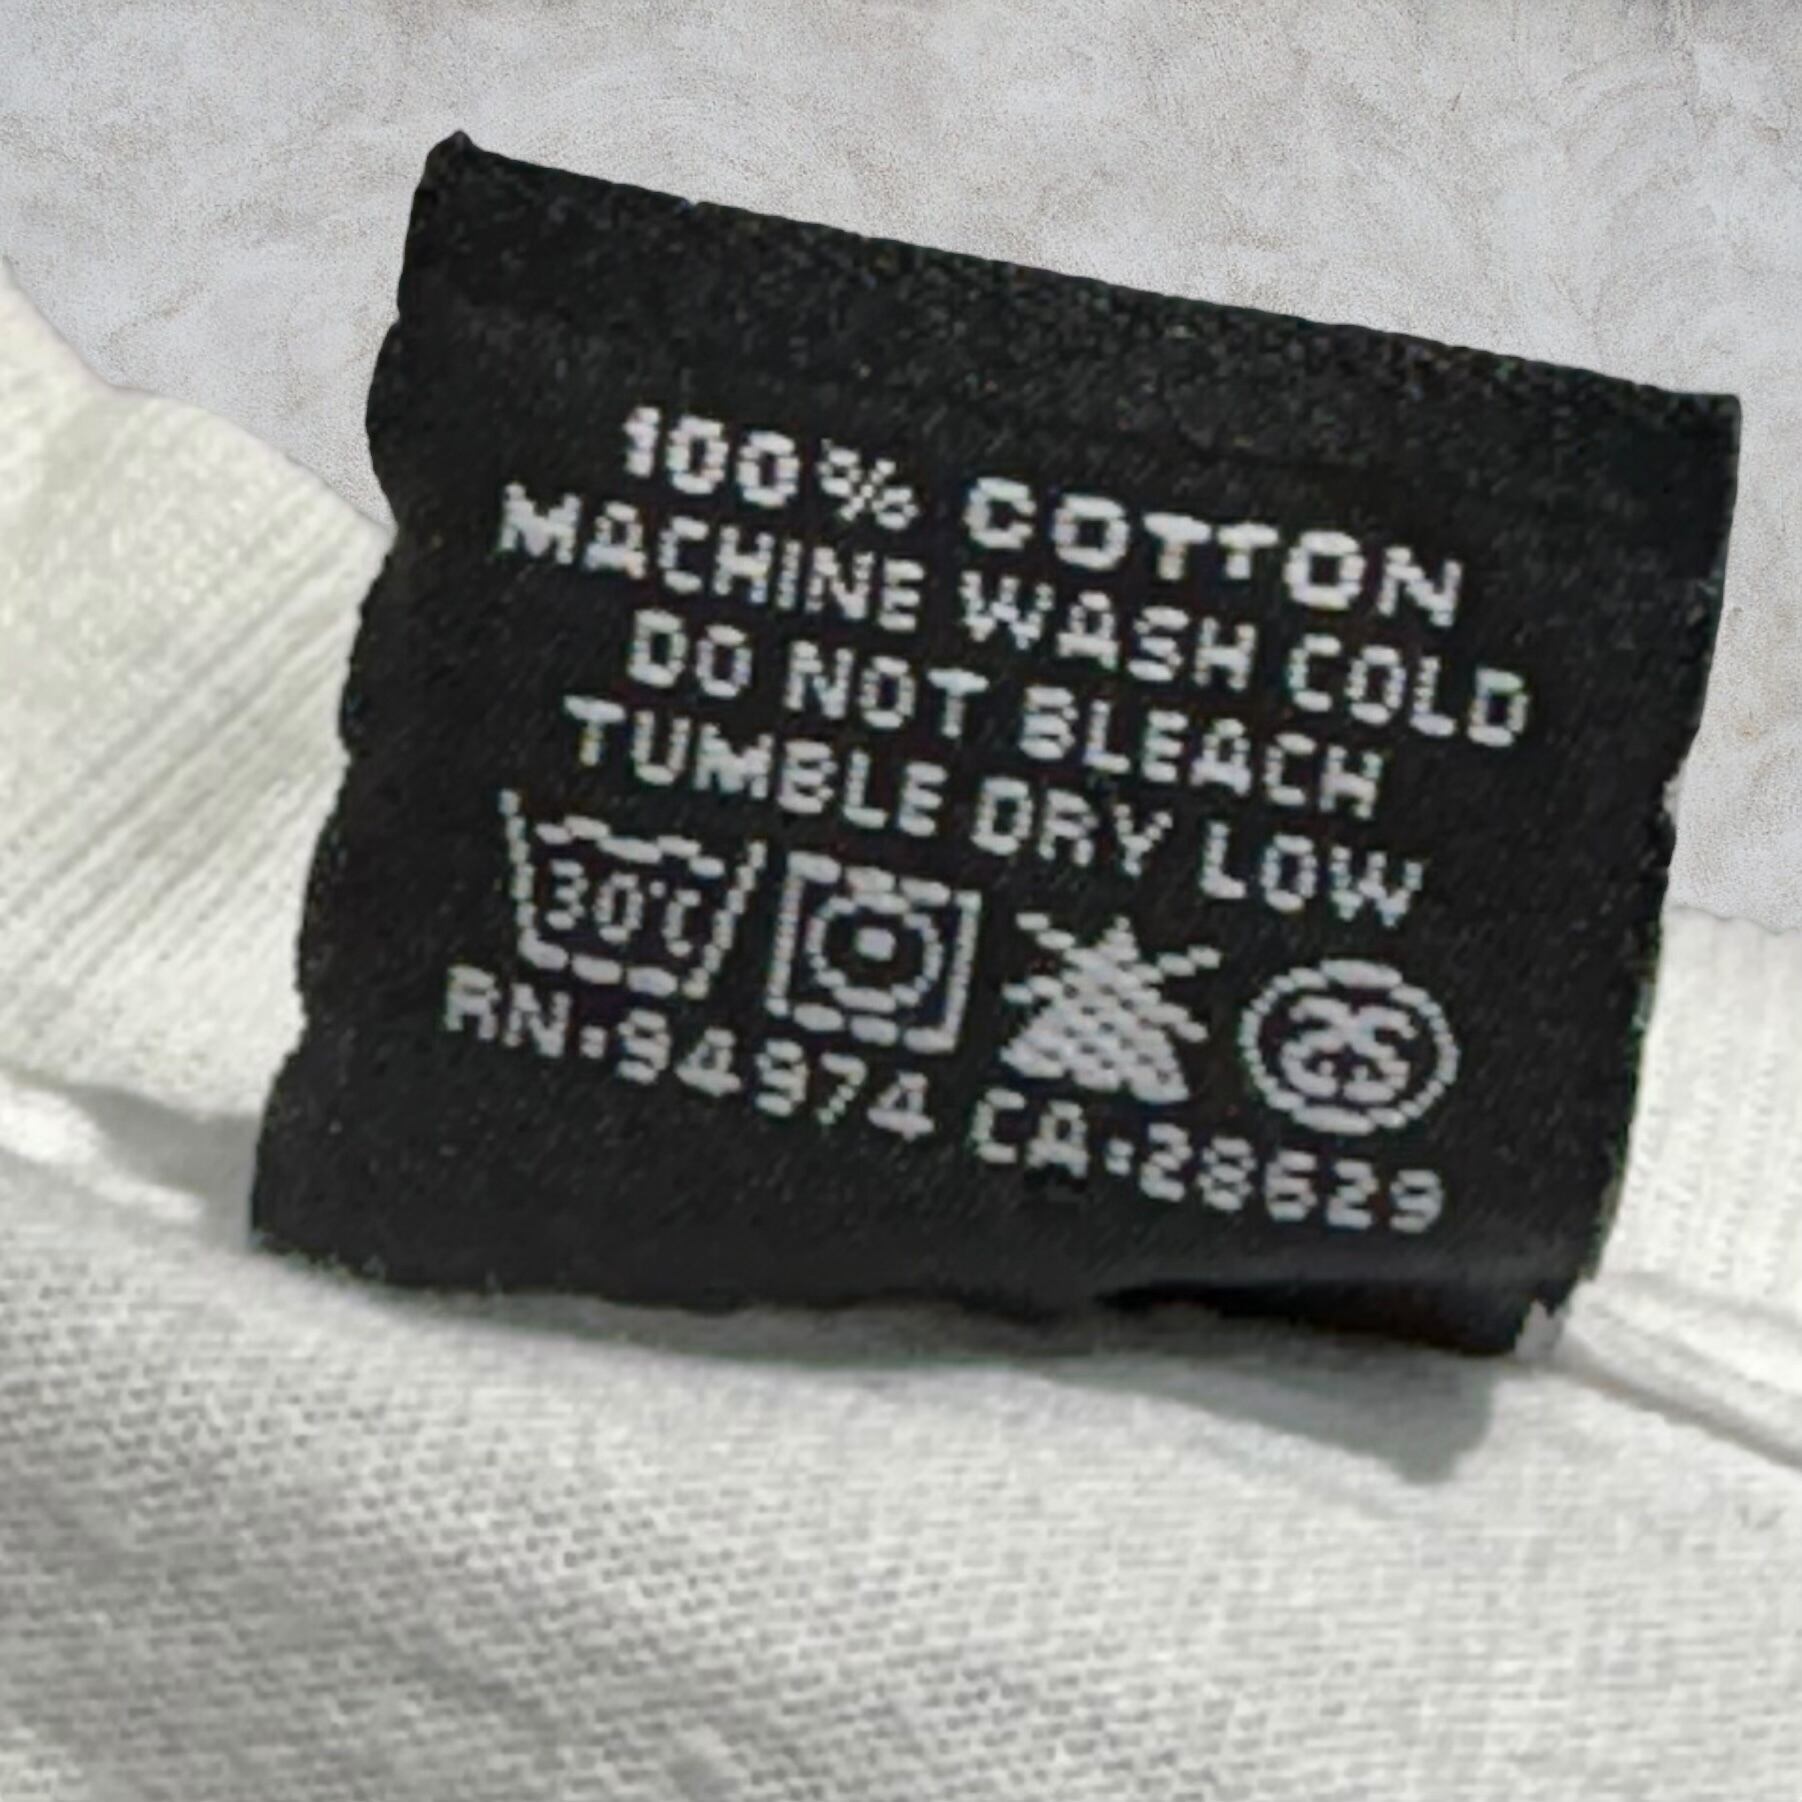 100% COTTON
MACHINE WASH COLD
DO NOT BLEACH
TUMBLE DRY LOW
30°C
RN:94974 CA:28629